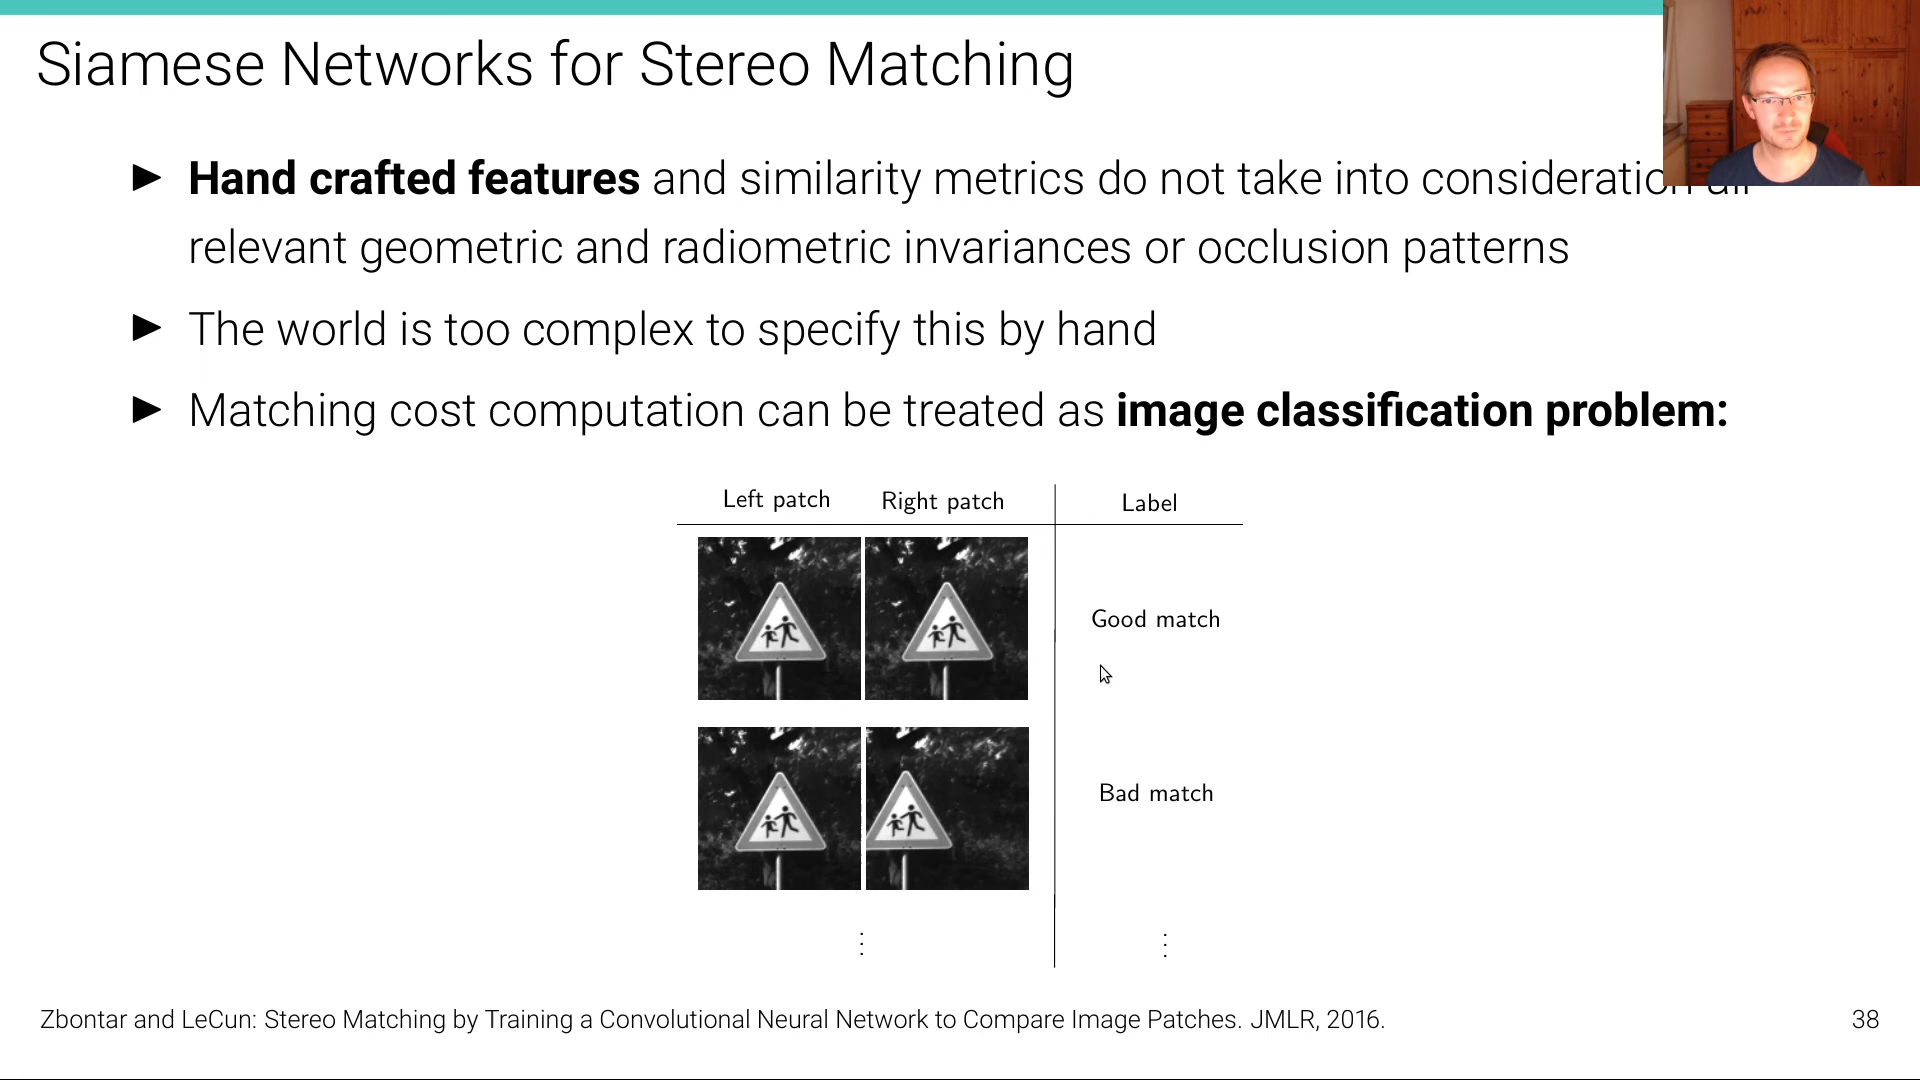 Siamese Networks for Stereo Matching
Hand crafted features and similarity metrics do not take into consideration all
relevant geometric and radiometric invariances or occlusion patterns
The world is too complex to specify this by hand
Matching cost computation can be treated as image classification problem:
Left patch Right patch Label
Good match
Bad match
Zbontar and LeCun: Stereo Matching by Training a Convolutional Neural Network to Compare Image Patches. JMLR, 2016.
38